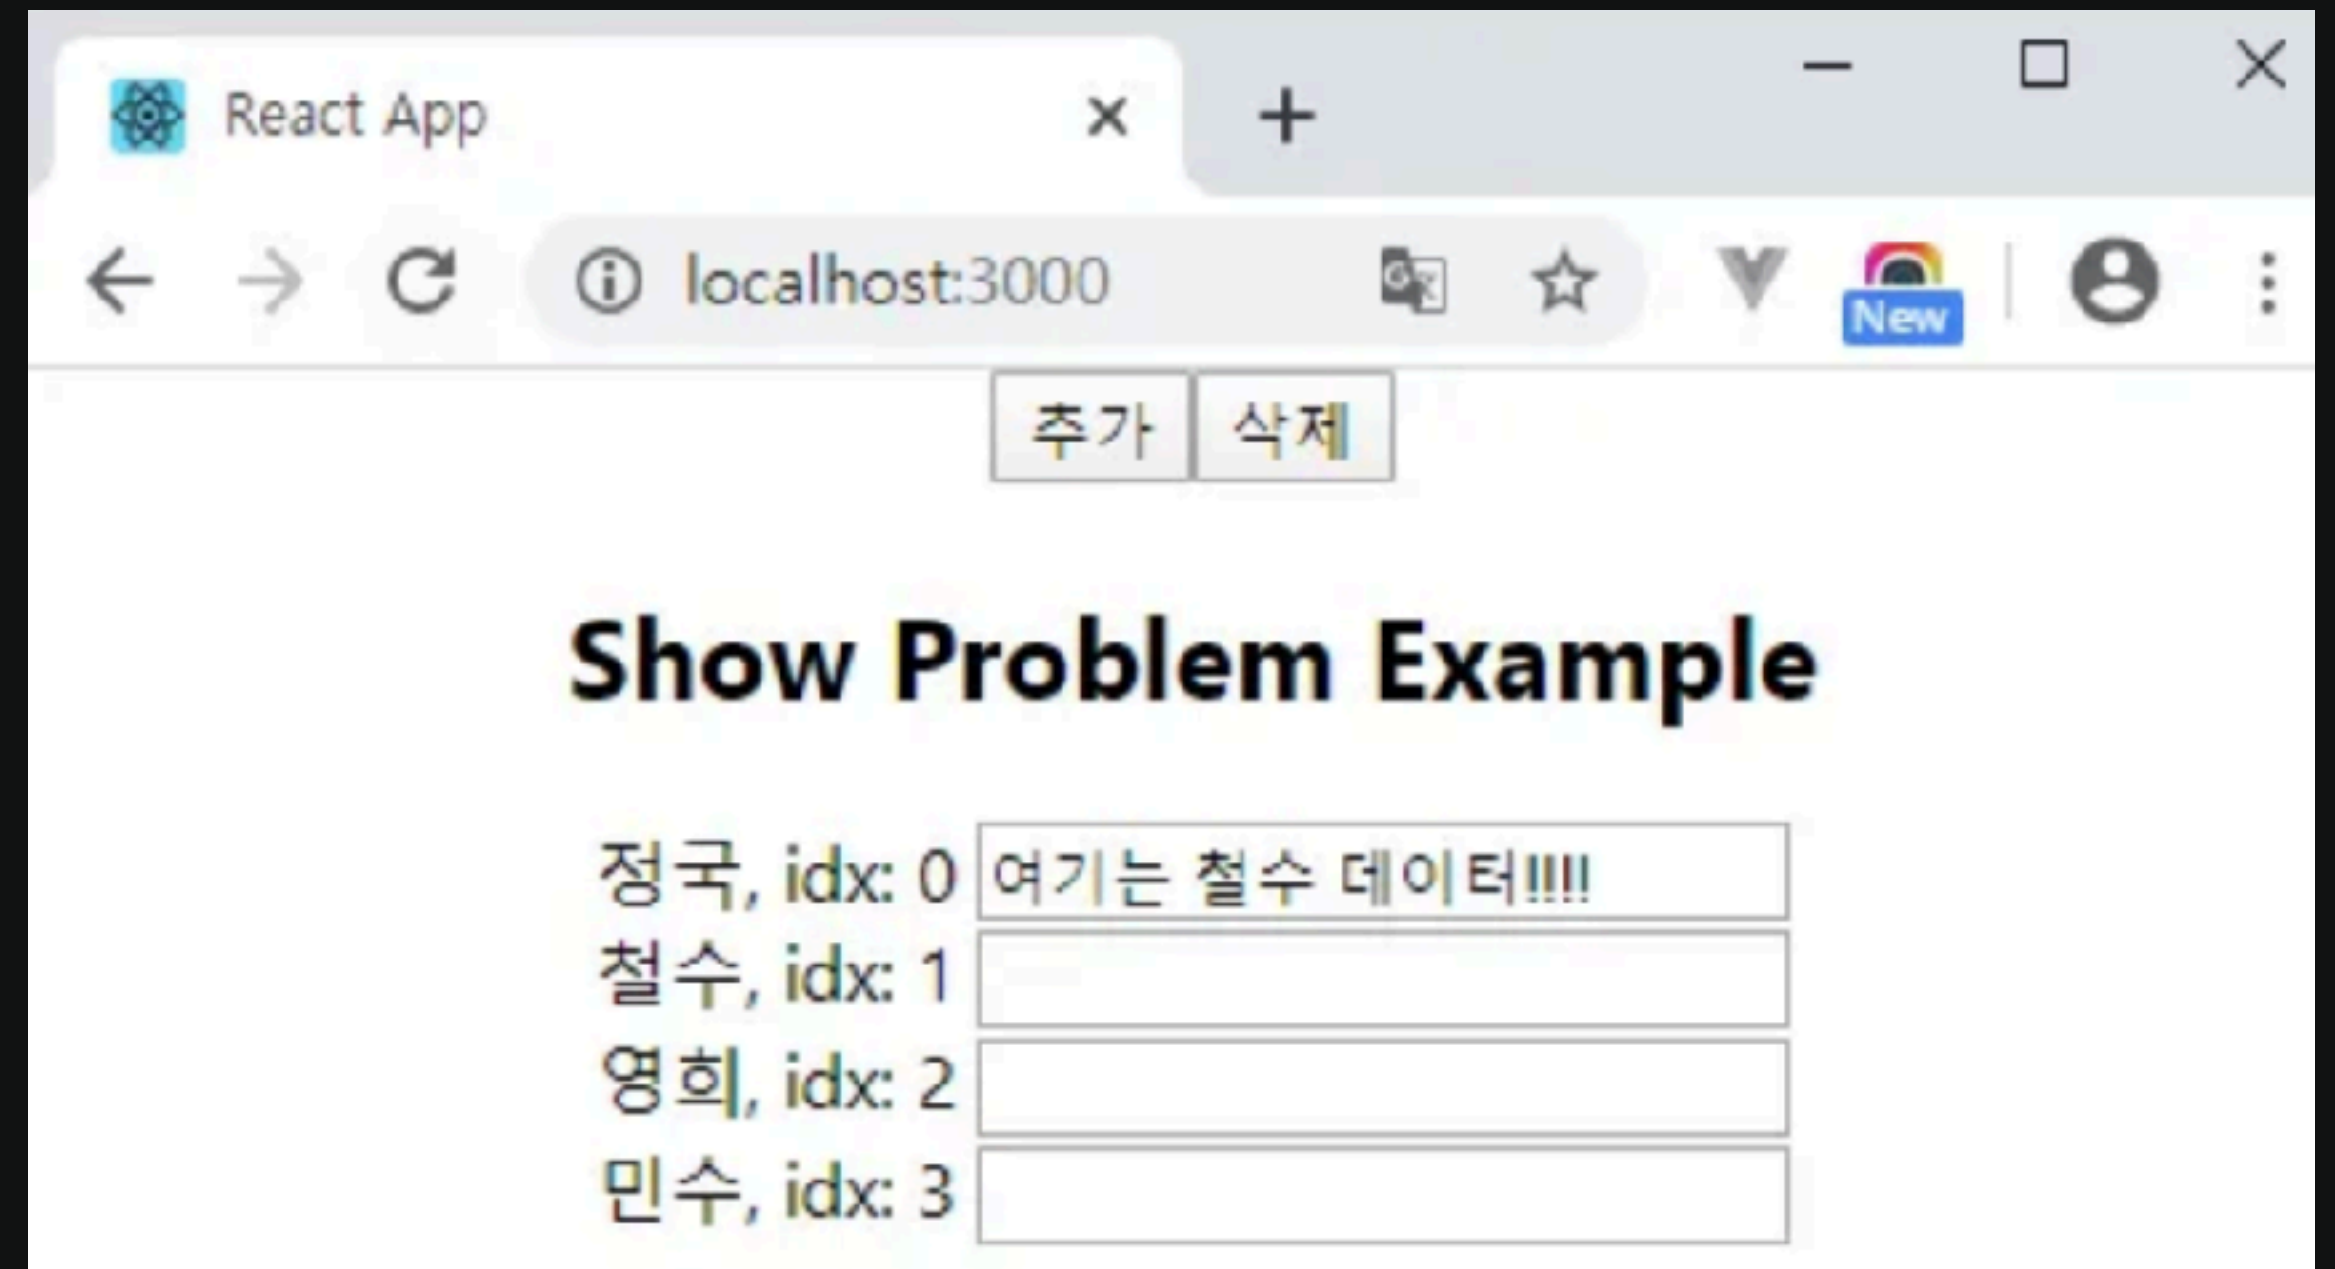 React App
localhost:3000
New
추가 삭제
Show Problem Example
정국, idx: 0 여기는 철수 데이터!!!!
철수, idx: 1
영희, idx: 2
민수, idx: 3